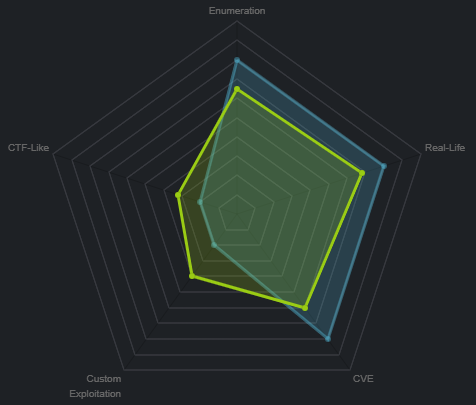 Enumeration
CTF-Like
Real-Life
Custom
Exploitation
CVE